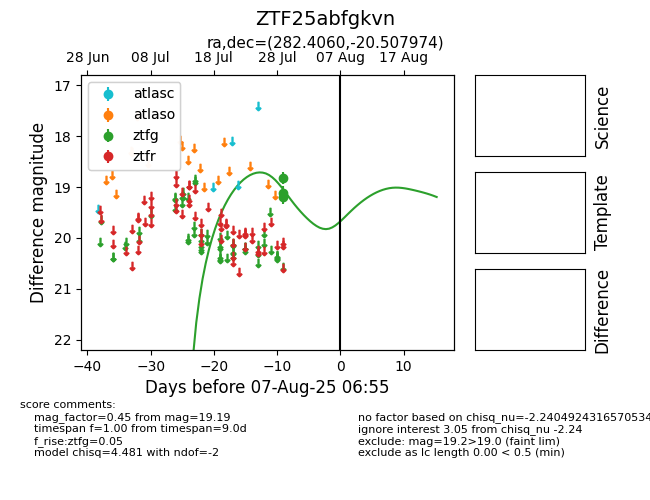 ZTF25abfgkvn
ra,dec=(282.4060,-20.507974)
28 Jun 08 Jul 18 Jul 28 Jul 07 Aug 17 Aug
17
18
19
20
21
22
Difference magnitude
atlasc
atlaso
ztfg
ztfr
Science
Template
Difference
−40 −30 −20 −10 0 10
Days before 07-Aug-25 06:55
score comments:
mag_factor=0.45 from mag=19.19
timespan f=1.00 from timespan=9.0d
f_rise:ztfg=0.05
model chisq=4.481 with ndof=-2
no factor based on chisq_nu=-2.2404924316570534
ignore interest 3.05 from chisq_nu -2.24
exclude: mag=19.2>19.0 (faint lim)
exclude as lc length 0.00 < 0.5 (min)